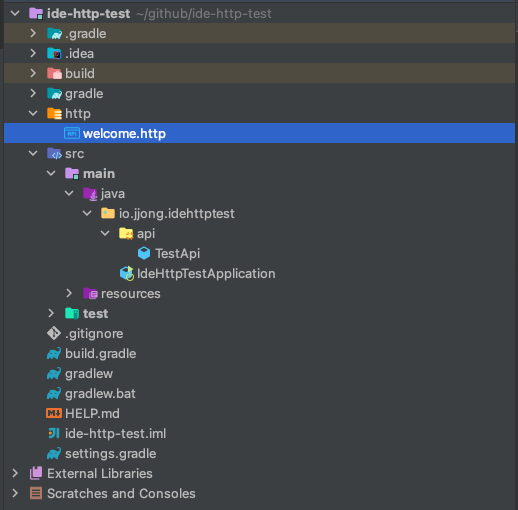 ide-http-test ~/github/ide-http-test
.gradle
.idea
build
gradle
http
API welcome.http
src
main
java
io.jjong.idehttptest
api
TestApi
IdeHttpTestApplication
resources
test
.gitignore
build.gradle
gradlew
gradlew.bat
HELP.md
ide-http-test.iml
settings.gradle
External Libraries
Scratches and Consoles